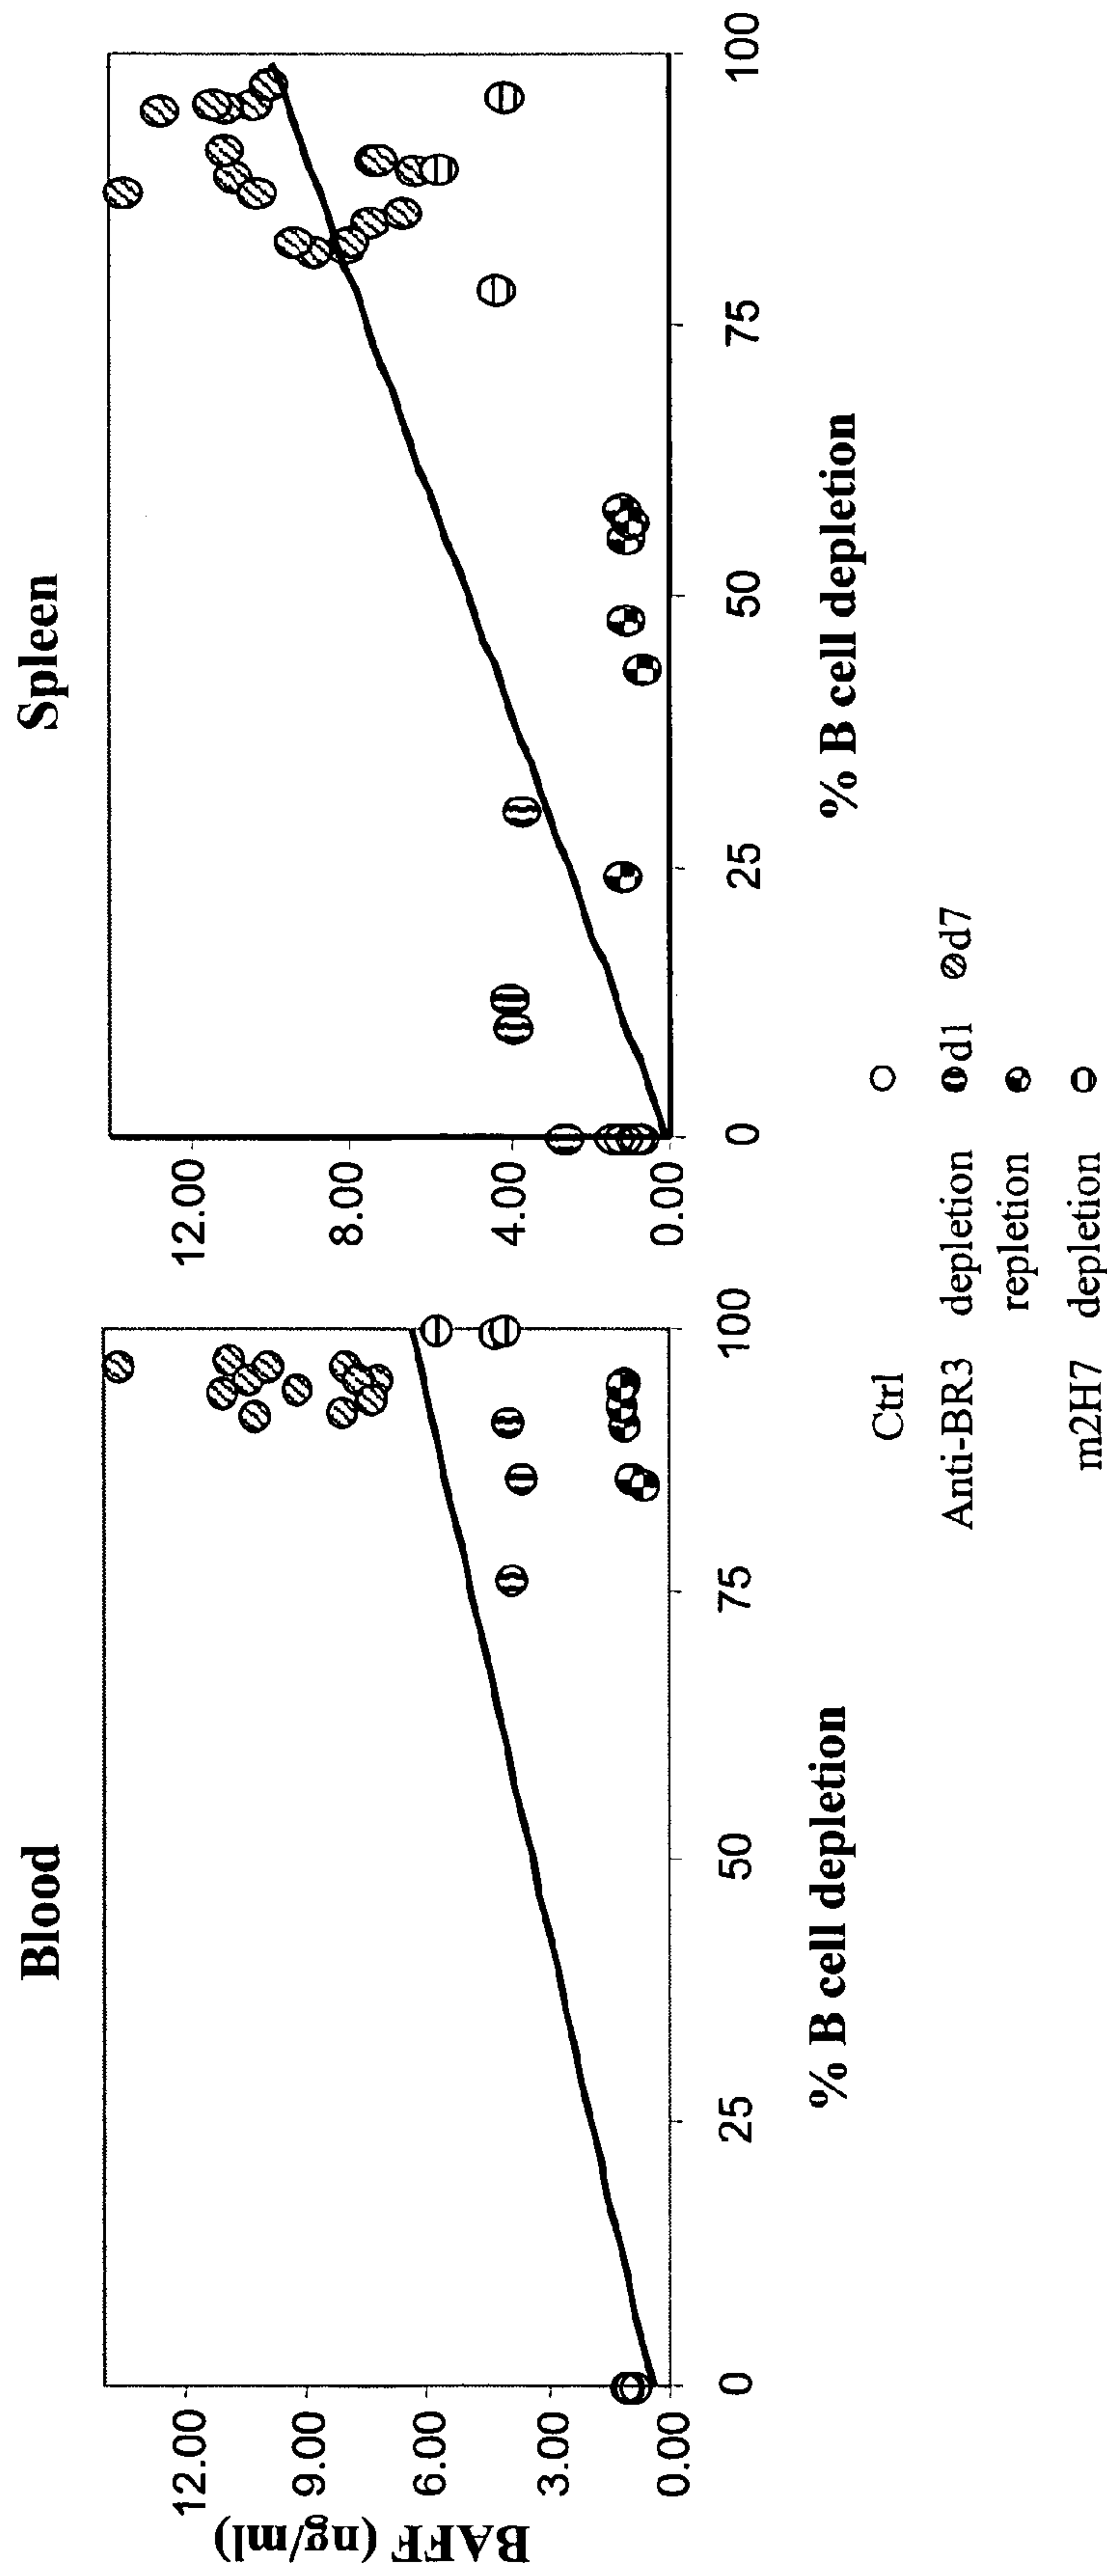 Blood
Spleen
BAFF (ng/ml)
12.00
9.00
6.00
3.00
0.00
0
25
50
75
100
% B cell depletion
12.00
8.00
4.00
0.00
0
25
50
75
100
% B cell depletion
Ctrl
Anti-BR3 depletion d1 d7
repletion
m2H7 depletion